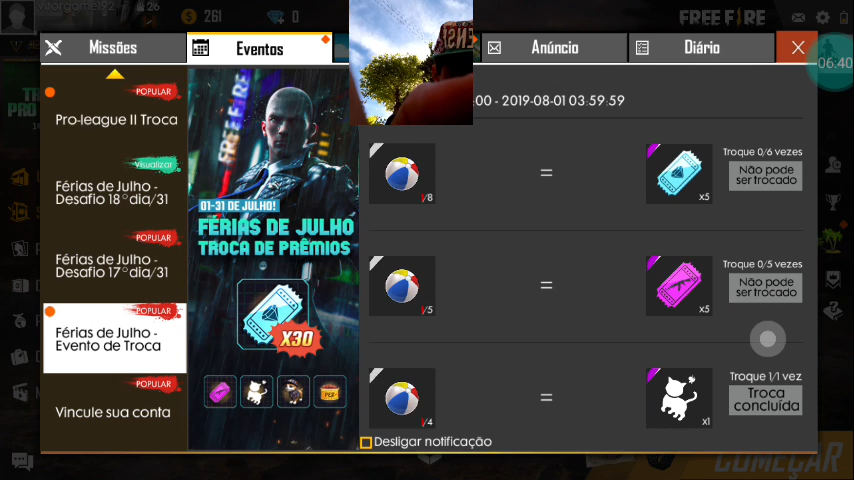 vitorgamer92
26
261
0
FREE FIRE
Missões
Eventos
Anúncio
Diário
X
06:40
POPULAR
Pro-league II Troca
Visualizar
Férias de Julho -
Desafio 18°dia/31
POPULAR
Férias de Julho -
Desafio 17°dia/31
POPULAR
Férias de Julho -
Evento de Troca
POPULAR
Vincule sua conta
FREE FIRE
01-31 DE JULHO!
FÉRIAS DE JULHO
TROCA DE PRÊMIOS
X30
:00 - 2019-08-01 03:59:59
/8
=
x5
Troque 0/6 vezes
Não pode
ser trocado
/5
=
x5
Troque 0/5 vezes
Não pode
ser trocado
/4
=
x1
Troque 1/1 vez
Troca
concluída
Desligar notificação
COMEÇAR